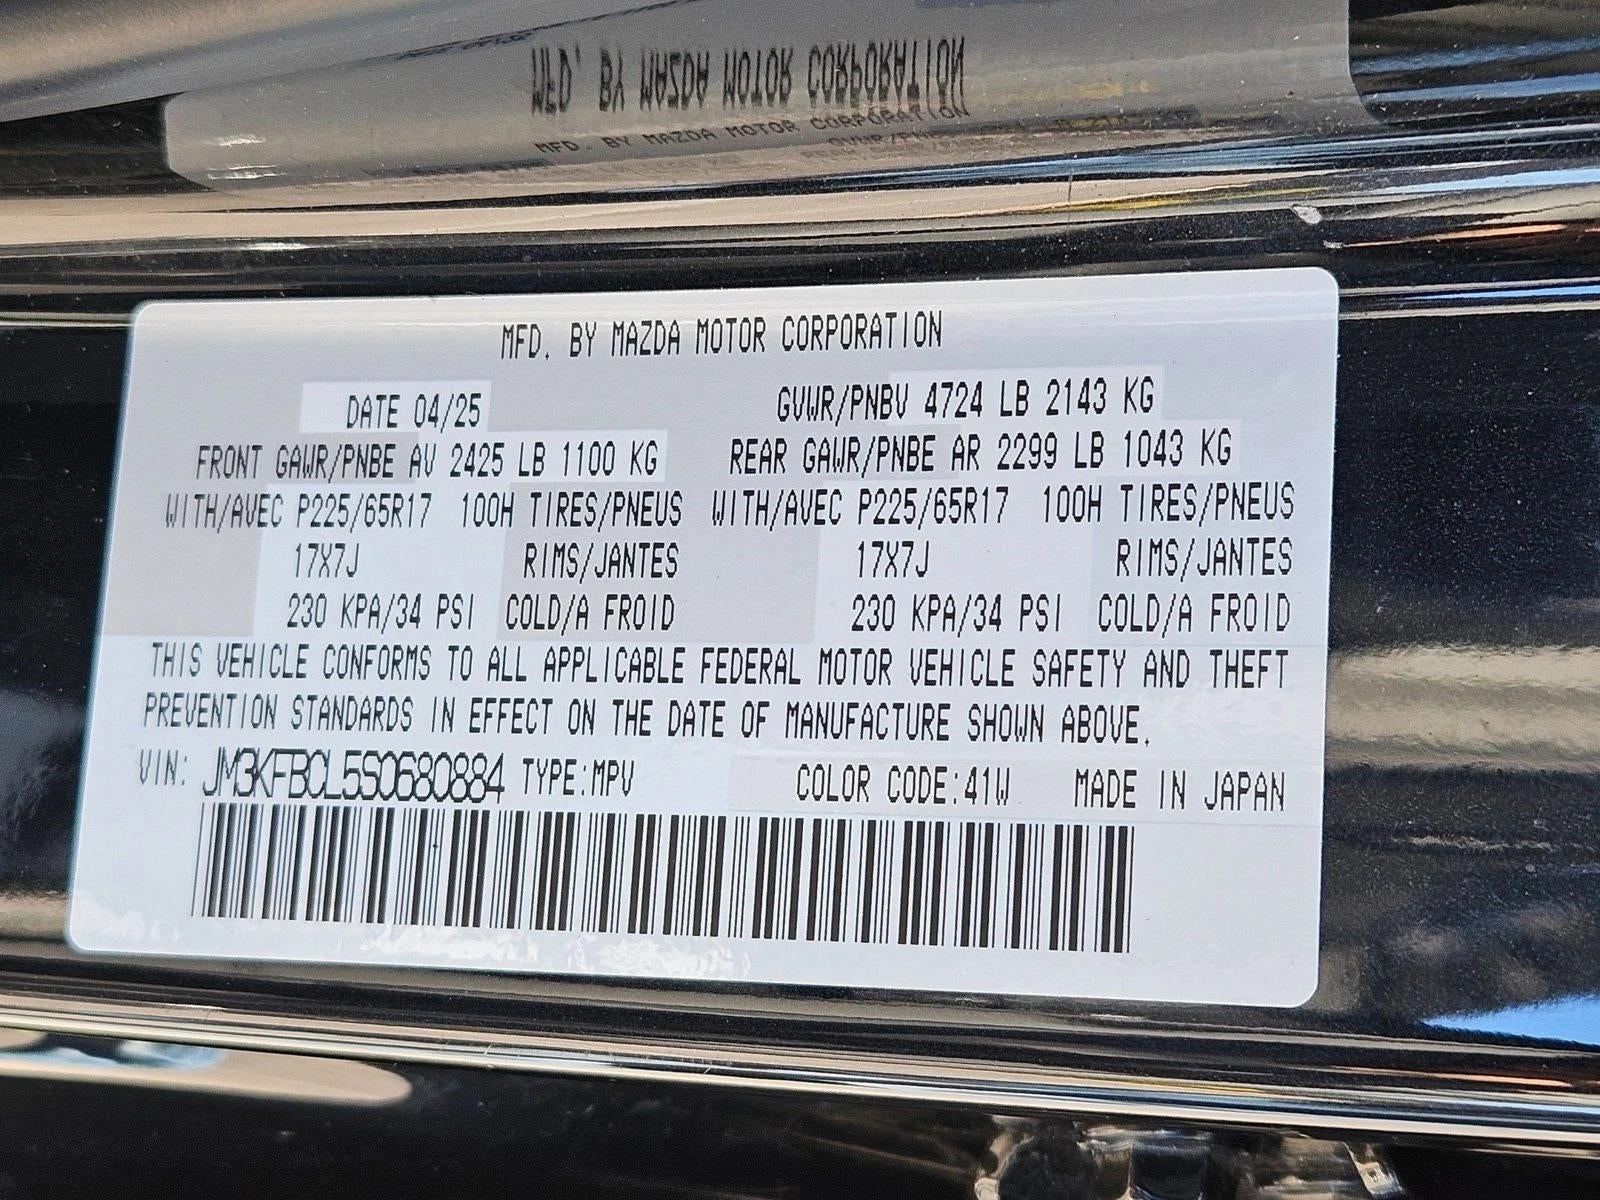 MFD. BY MAZDA MOTOR CORPORATION
MFD. BY MAZDA MOTOR CORPORATION
MFD. BY MAZDA MOTOR CORPORATION
DATE 04/25 GVWR/PNBV 4724 LB 2143 KG
FRONT GAWR/PNBE AV 2425 LB 1100 KG REAR GAWR/PNBE AR 2299 LB 1043 KG
WITH/AVEC P225/65R17 100H TIRES/PNEUS WITH/AVEC P225/65R17 100H TIRES/PNEUS
17X7J RIMS/JANTES 17X7J RIMS/JANTES
230 KPA/34 PSI COLD/A FROID 230 KPA/34 PSI COLD/A FROID
THIS VEHICLE CONFORMS TO ALL APPLICABLE FEDERAL MOTOR VEHICLE SAFETY AND THEFT
PREVENTION STANDARDS IN EFFECT ON THE DATE OF MANUFACTURE SHOWN ABOVE.
VIN: JM3KFBCL5S0680884 TYPE:MPV COLOR CODE:41W MADE IN JAPAN